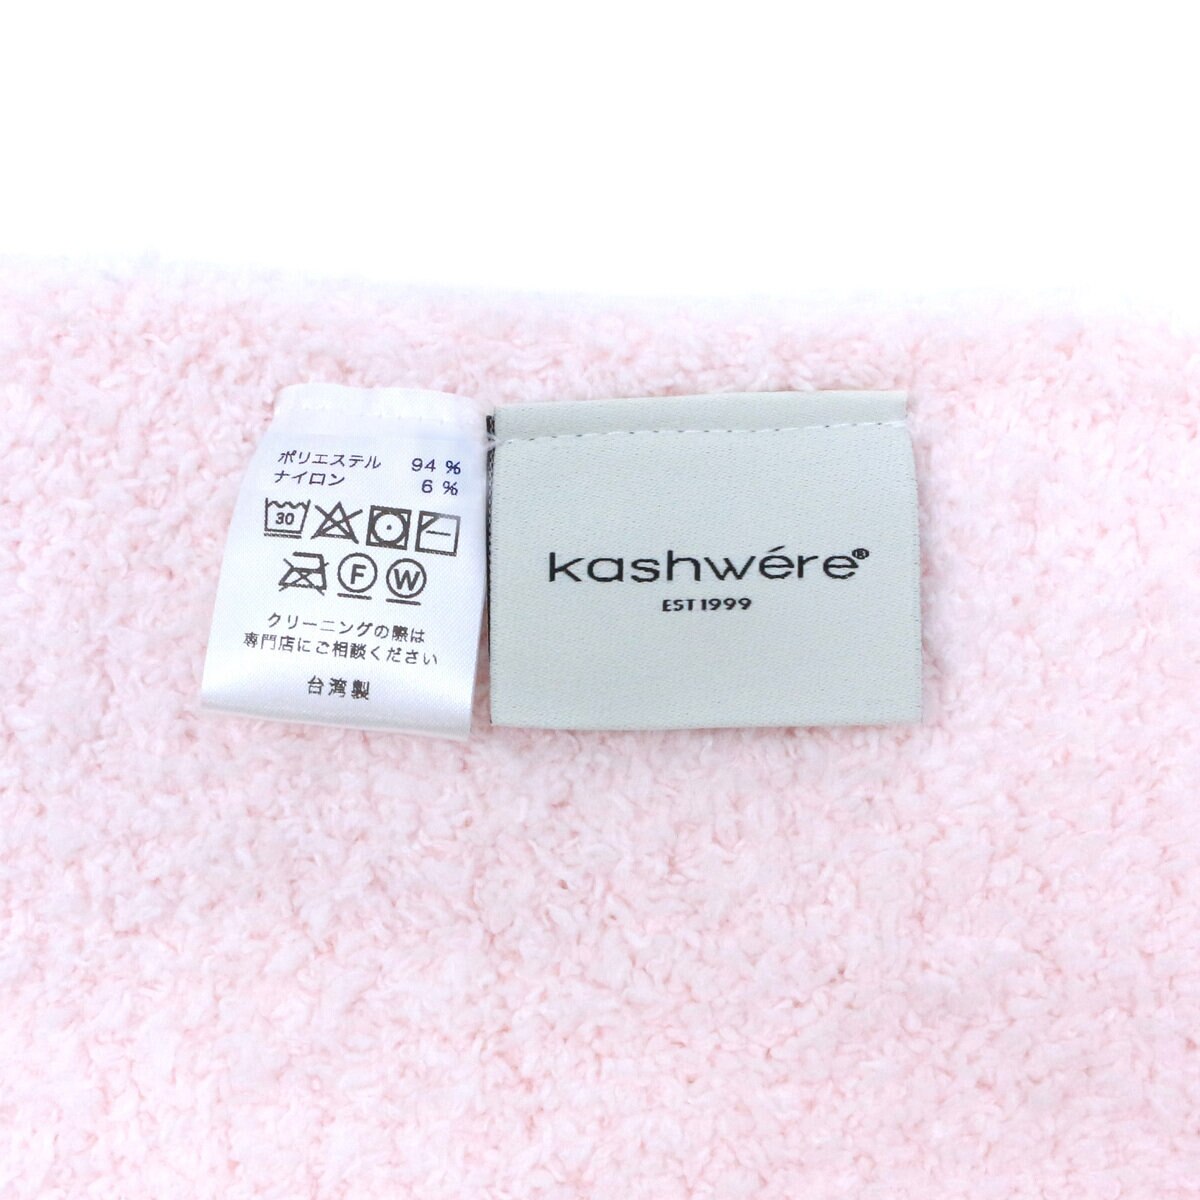 ポリエステル 94 %
ナイロン 6 %
30
F W
クリーニングの際は
専門店にご相談ください
台湾製
kashwére®
EST 1999